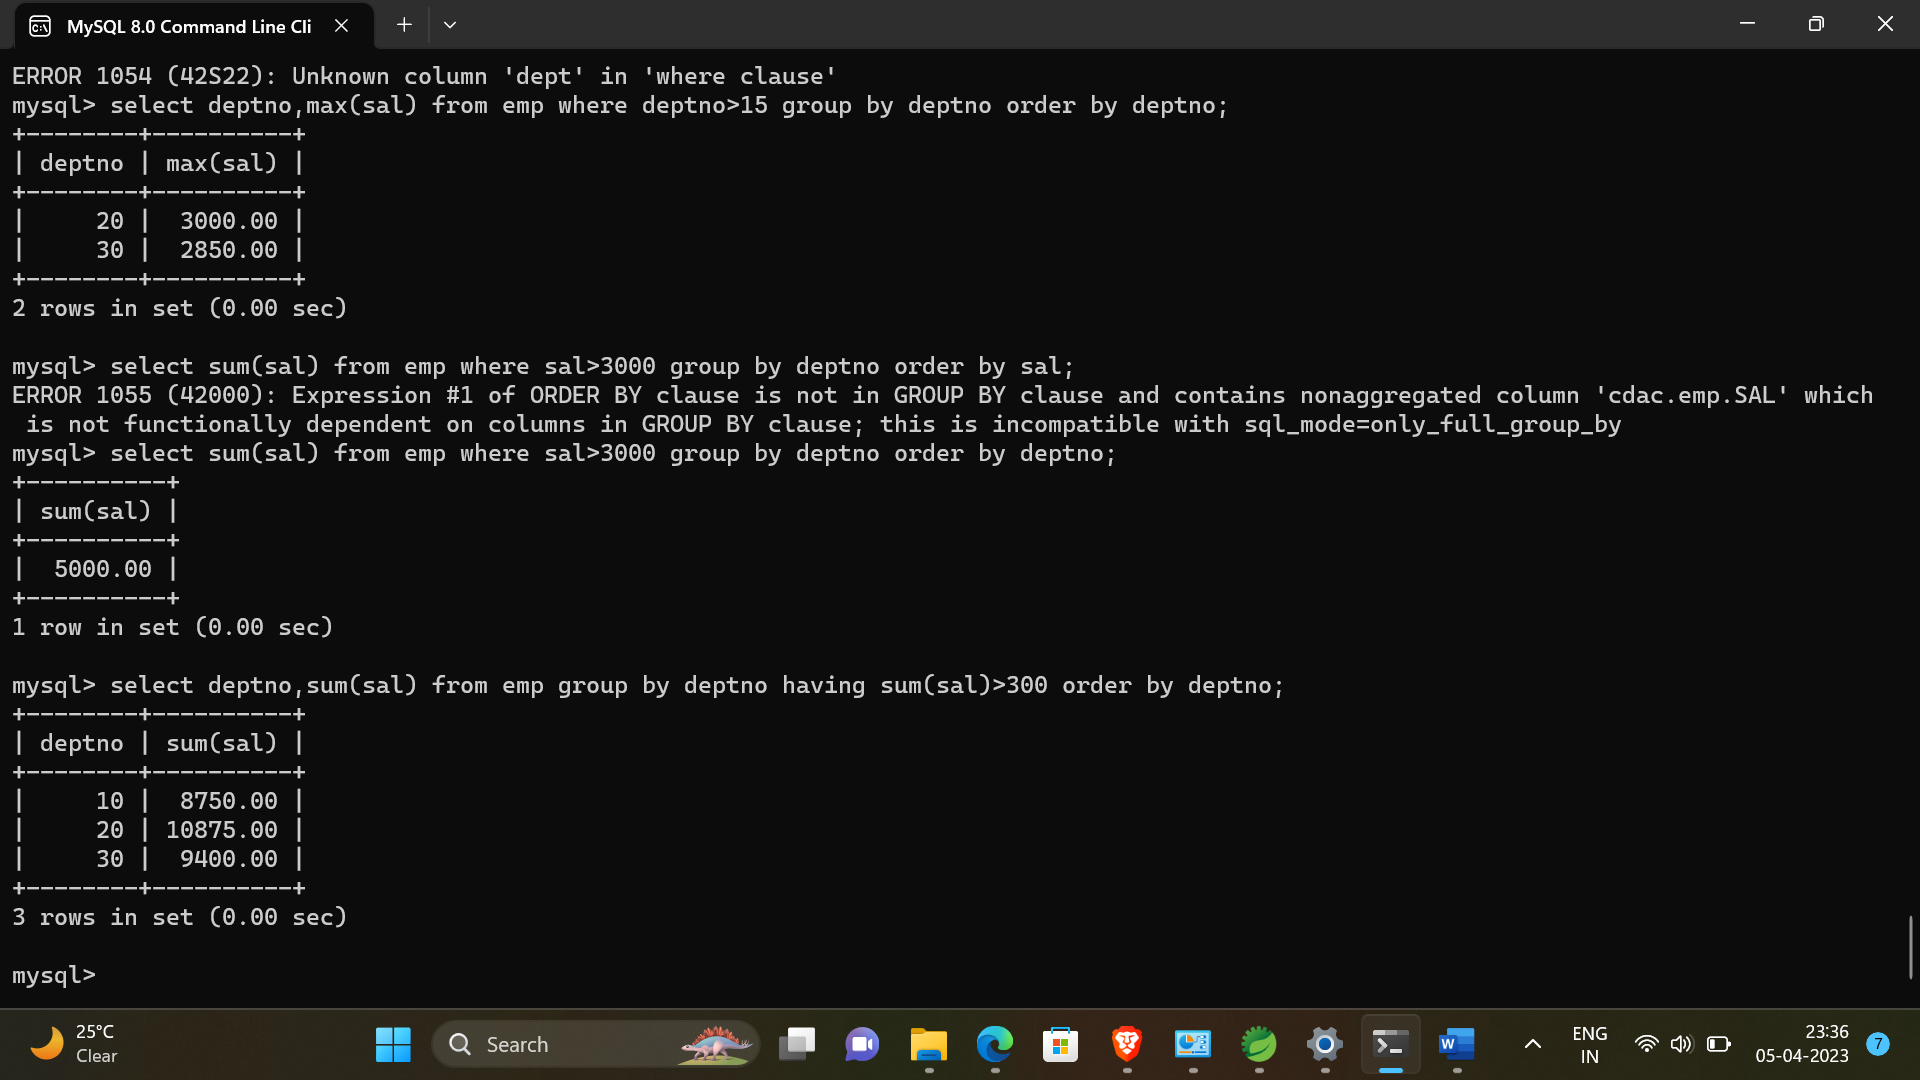 MySQL 8.0 Command Line Cli
ERROR 1054 (42S22): Unknown column 'dept' in 'where clause'
mysql> select deptno,max(sal) from emp where deptno>15 group by deptno order by deptno;
+--------+----------+
| deptno | max(sal) |
+--------+----------+
|     20 |  3000.00 |
|     30 |  2850.00 |
+--------+----------+
2 rows in set (0.00 sec)
mysql> select sum(sal) from emp where sal>3000 group by deptno order by sal;
ERROR 1055 (42000): Expression #1 of ORDER BY clause is not in GROUP BY clause and contains nonaggregated column 'cdac.emp.SAL' which
 is not functionally dependent on columns in GROUP BY clause; this is incompatible with sql_mode=only_full_group_by
mysql> select sum(sal) from emp where sal>3000 group by deptno order by deptno;
+----------+
| sum(sal) |
+----------+
|  5000.00 |
+----------+
1 row in set (0.00 sec)
mysql> select deptno,sum(sal) from emp group by deptno having sum(sal)>300 order by deptno;
+--------+----------+
| deptno | sum(sal) |
+--------+----------+
|     10 |  8750.00 |
|     20 | 10875.00 |
|     30 |  9400.00 |
+--------+----------+
3 rows in set (0.00 sec)
mysql>
25°C
Clear
Search
W
ENG
IN
23:36
05-04-2023
7